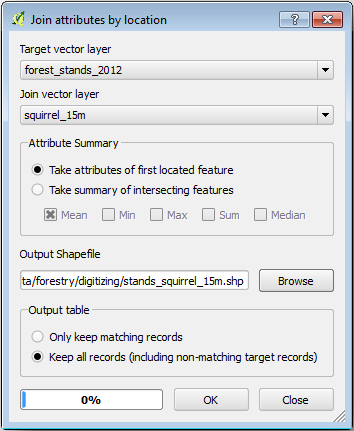 Join attributes by location
Target vector layer
forest_stands_2012
Join vector layer
squirrel_15m
Attribute Summary
Take attributes of first located feature
Take summary of intersecting features
Mean Min Max Sum Median
Output Shapefile
ta/forestry/digitizing/stands_squirrel_15m.shp Browse
Output table
Only keep matching records
Keep all records (including non-matching target records)
0% OK Close